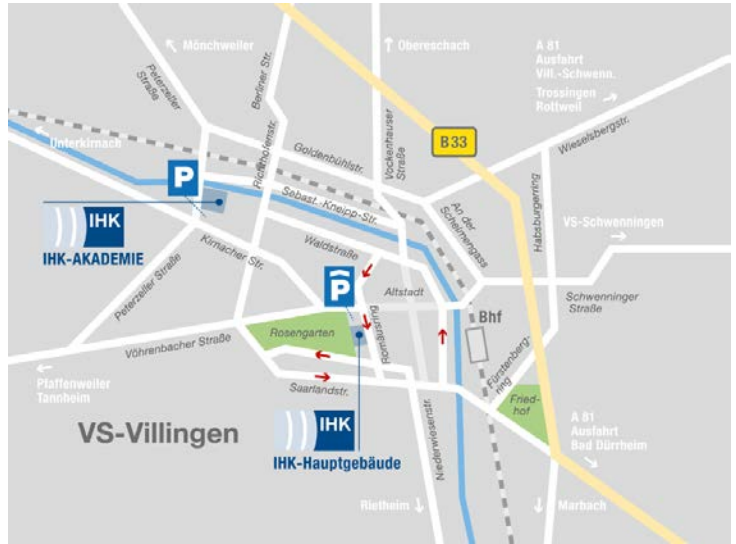 Mönchweiler
Obereschach
A 81
Ausfahrt
Vill.-Schwenn.
Trossingen
Rottweil
Peterzeller
Straße
Berliner Str.
Unterkirnach
Goldenbühlstr.
Vockenhauser
Straße
B33
Wieselsbergstr.
P
Richthofenstr.
Sebast.-Kneipp-Str.
An der
Schelmengass
Habsburgerring
VS-Schwenningen
IHK
IHK-AKADEMIE
Kirnacher Str.
Waldstraße
Peterzeller Straße
P
Altstadt
Schwenninger
Straße
Bhf
Rosengarten
Romäusring
Vöhrenbacher Straße
Fürstenberg-
ring
Pfaffenweiler
Tannheim
Saarlandstr.
Fried-
hof
VS-Villingen
IHK
IHK-Hauptgebäude
Niederwiesenstr.
A 81
Ausfahrt
Bad Dürrheim
Rietheim
Marbach